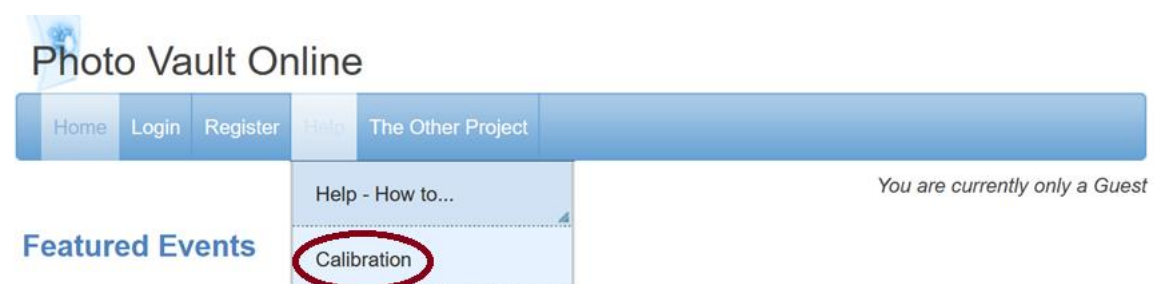 Photo Vault Online
Home Login Register Help The Other Project
Help - How to...
You are currently only a Guest
Featured Events
Calibration